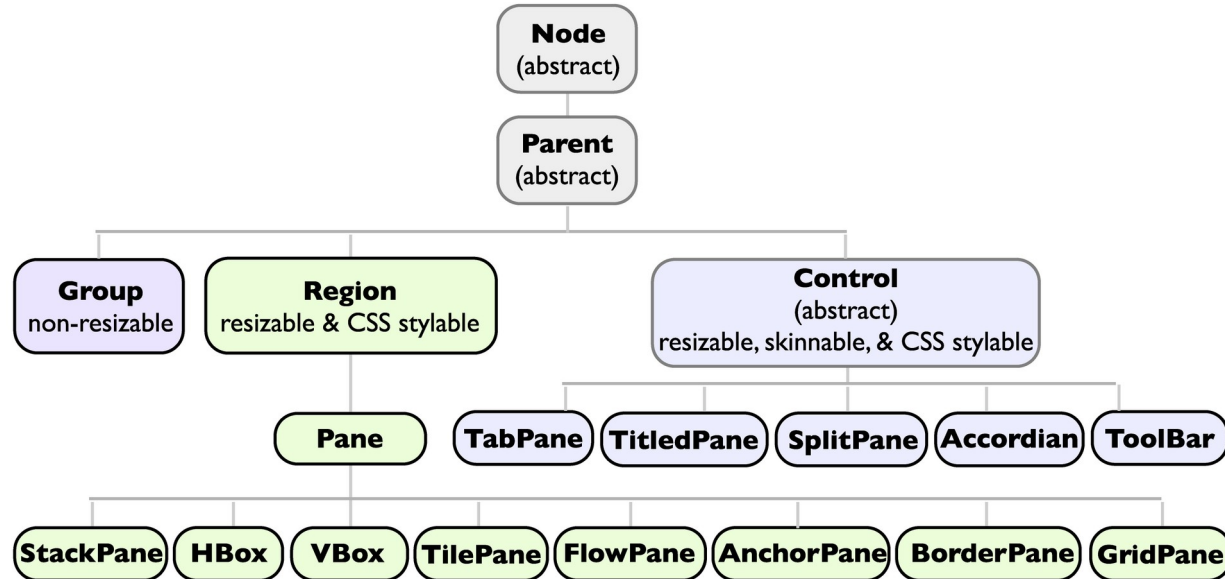 Node
(abstract)
Parent
(abstract)
Group
non-resizable
Region
resizable & CSS stylable
Control
(abstract)
resizable, skinnable, & CSS stylable
Pane
TabPane
TitledPane
SplitPane
Accordian
ToolBar
StackPane
HBox
VBox
TilePane
FlowPane
AnchorPane
BorderPane
GridPane